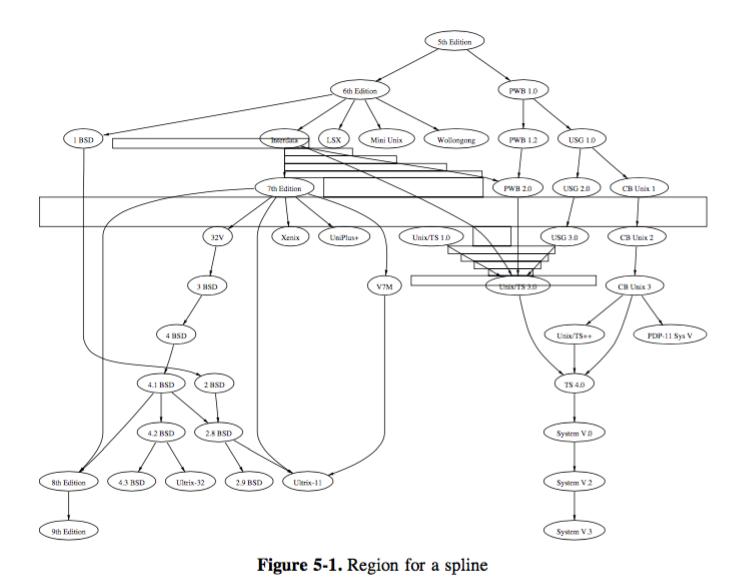 5th Edition
6th Edition PWB 1.0
1 BSD Interdata LSX Mini Unix Wollongong PWB 1.2 USG 1.0
7th Edition PWB 2.0 USG 2.0 CB Unix 1
32V Xenix UniPlus+ Unix/TS 1.0 USG 3.0 CB Unix 2
3 BSD V7M Unix/TS 3.0 CB Unix 3
4 BSD Unix/TS++ PDP-11 Sys V
4.1 BSD 2 BSD TS 4.0
4.2 BSD 2.8 BSD System V.0
8th Edition 4.3 BSD Ultrix-32 2.9 BSD Ultrix-11 System V.2
9th Edition System V.3
Figure 5-1. Region for a spline